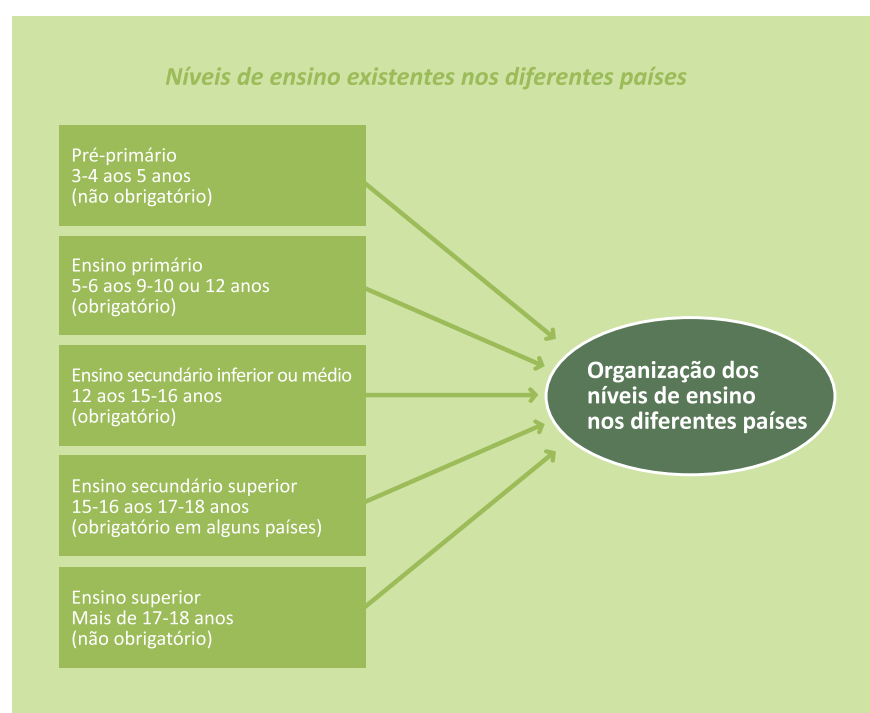 Níveis de ensino existentes nos diferentes países
Pré-primário
3-4 aos 5 anos
(não obrigatório)
Ensino primário
5-6 aos 9-10 ou 12 anos
(obrigatório)
Ensino secundário inferior ou médio
12 aos 15-16 anos
(obrigatório)
Ensino secundário superior
15-16 aos 17-18 anos
(obrigatório em alguns países)
Ensino superior
Mais de 17-18 anos
(não obrigatório)
Organização dos
níveis de ensino
nos diferentes países